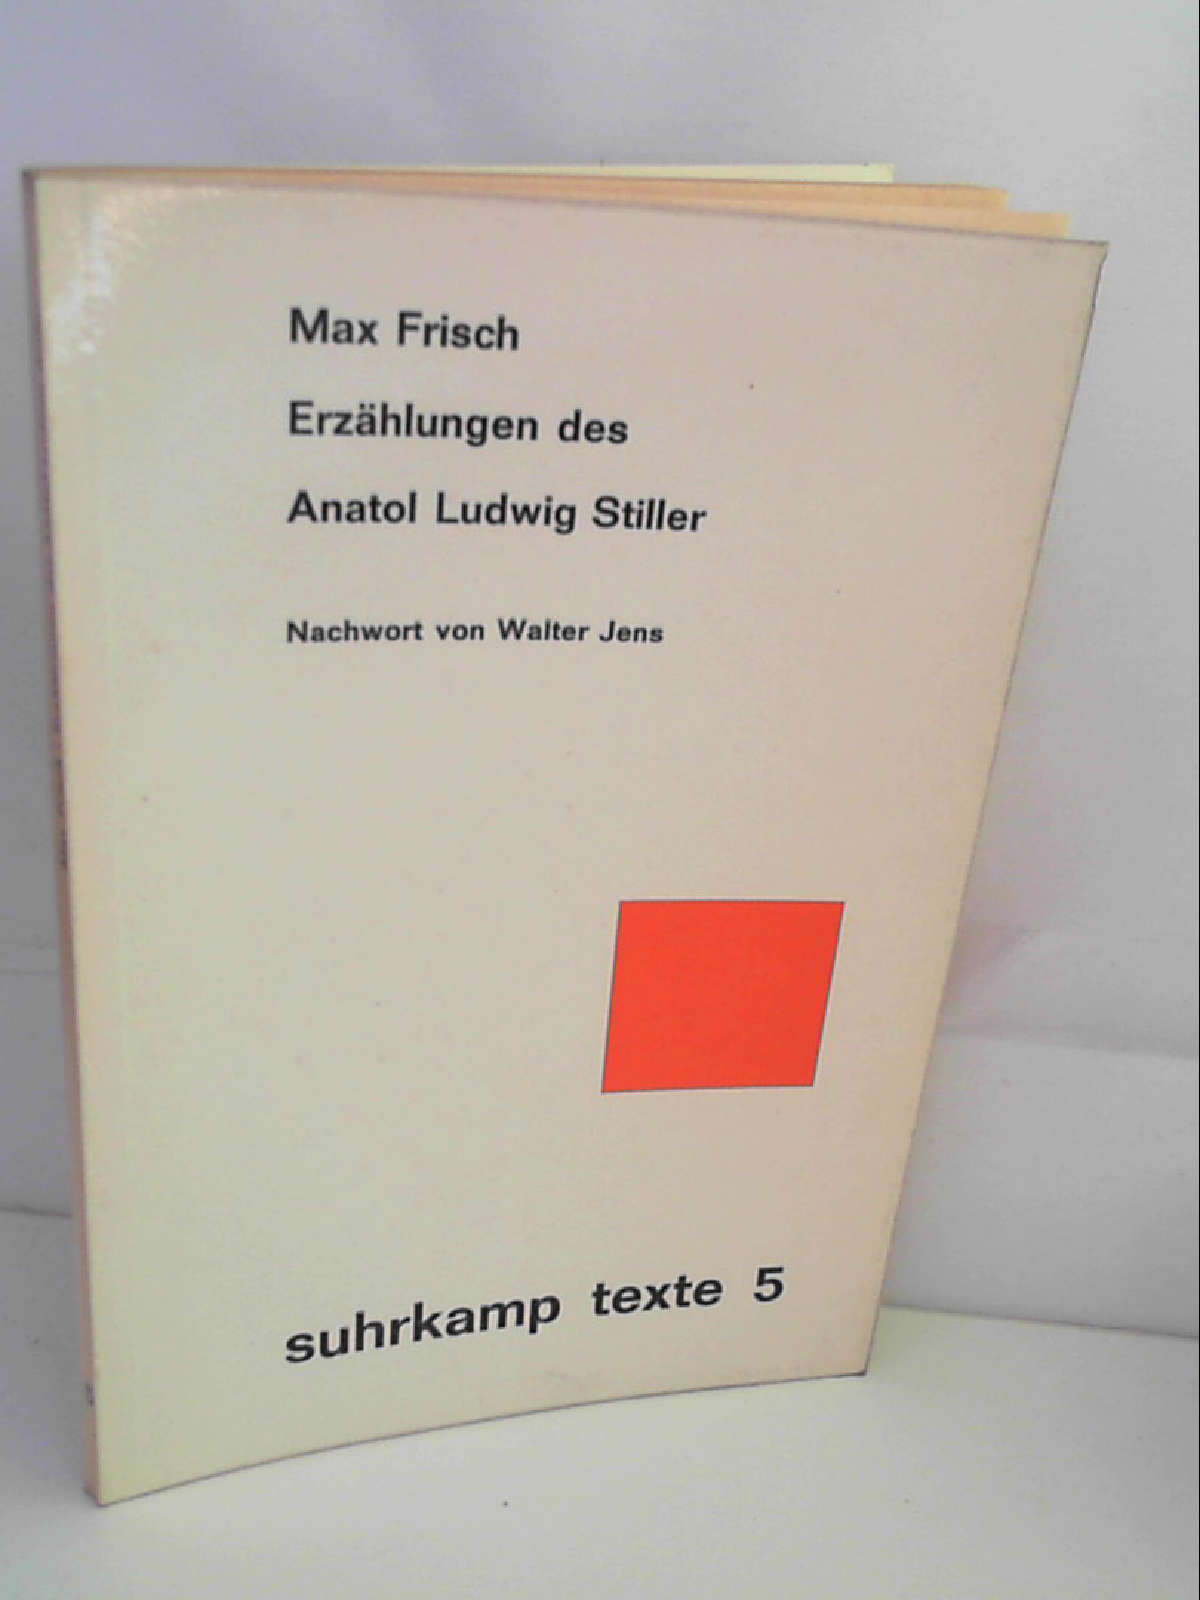 Max Frisch
Erzählungen des
Anatol Ludwig Stiller
Nachwort von Walter Jens
suhrkamp texte 5